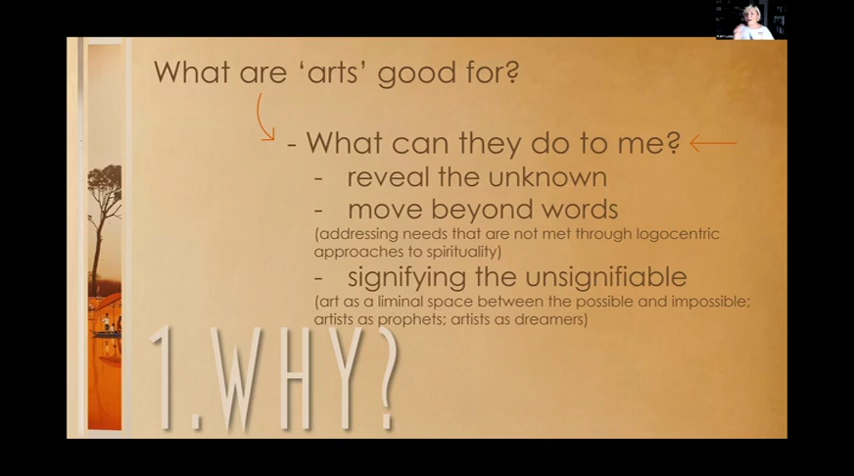 What are ‘arts’ good for?
- What can they do to me?
- reveal the unknown
- move beyond words
(addressing needs that are not met through logocentric
approaches to spirituality)
- signifying the unsignifiable
(art as a liminal space between the possible and impossible;
artists as prophets; artists as dreamers)
1.WHY?